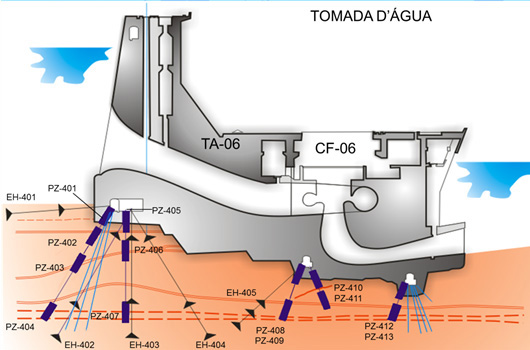 TOMADA D'ÁGUA
TA-06
CF-06
PZ-401
EH-401
PZ-405
PZ-402
PZ-406
PZ-403
EH-405
PZ-410
PZ-411
PZ-404
PZ-407
PZ-408
PZ-409
PZ-412
PZ-413
EH-402
EH-403
EH-404